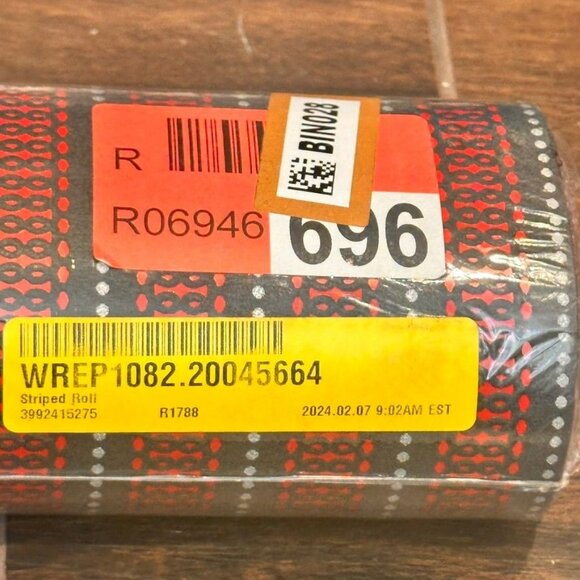 R
BIN028
R06946
696
WREP1082.20045664
Striped Roll
3992415275 R1788 2024.02.07 9:02AM EST